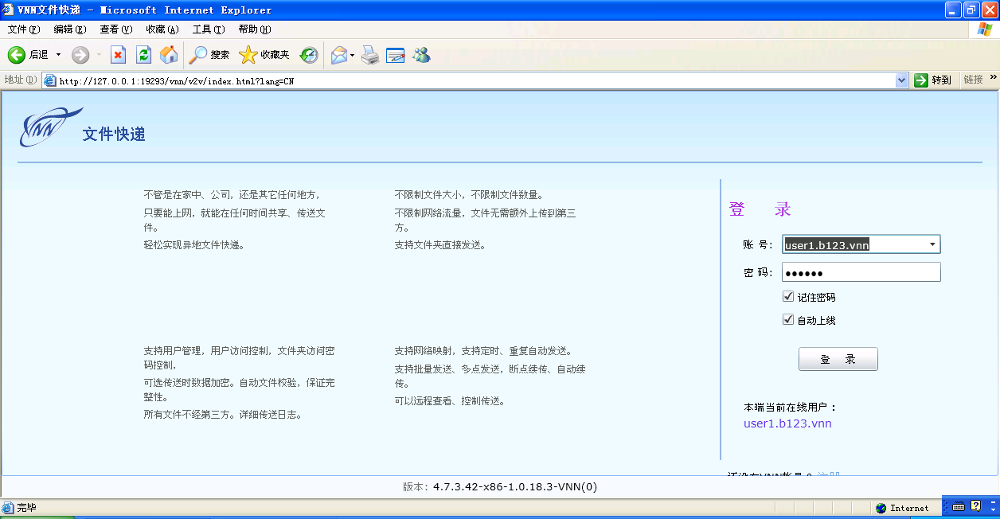 VNN文件快递 - Microsoft Internet Explorer
文件(F) 编辑(E) 查看(V) 收藏(A) 工具(T) 帮助(H)
后退 搜索 收藏夹
地址(D) http://127.0.0.1:19293/vnn/v2v/index.html?lang=CN 转到 链接 »
VNN 文件快递
不管是在家中、公司，还是其它任何地方，
只要能上网，就能在任何时间共享、传送文
件。
轻松实现异地文件快递。
不限制文件大小，不限制文件数量。
不限制网络流量，文件无需额外上传到第三
方。
支持文件夹直接发送。
支持用户管理，用户访问控制，文件夹访问密
码控制，
可选传送时数据加密。自动文件校验，保证完
整性。
所有文件不经第三方。详细传送日志。
支持网络映射，支持定时、重复自动发送。
支持批量发送、多点发送，断点续传、自动续
传。
可以远程查看、控制传送。
登 录
账 号： user1.b123.vnn
密 码： ●●●●●●
记住密码
自动上线
登 录
本端当前在线用户：
user1.b123.vnn
还没有VNN帐号？注册
版本： 4.7.3.42-x86-1.0.18.3-VNN(0)
完毕 Internet